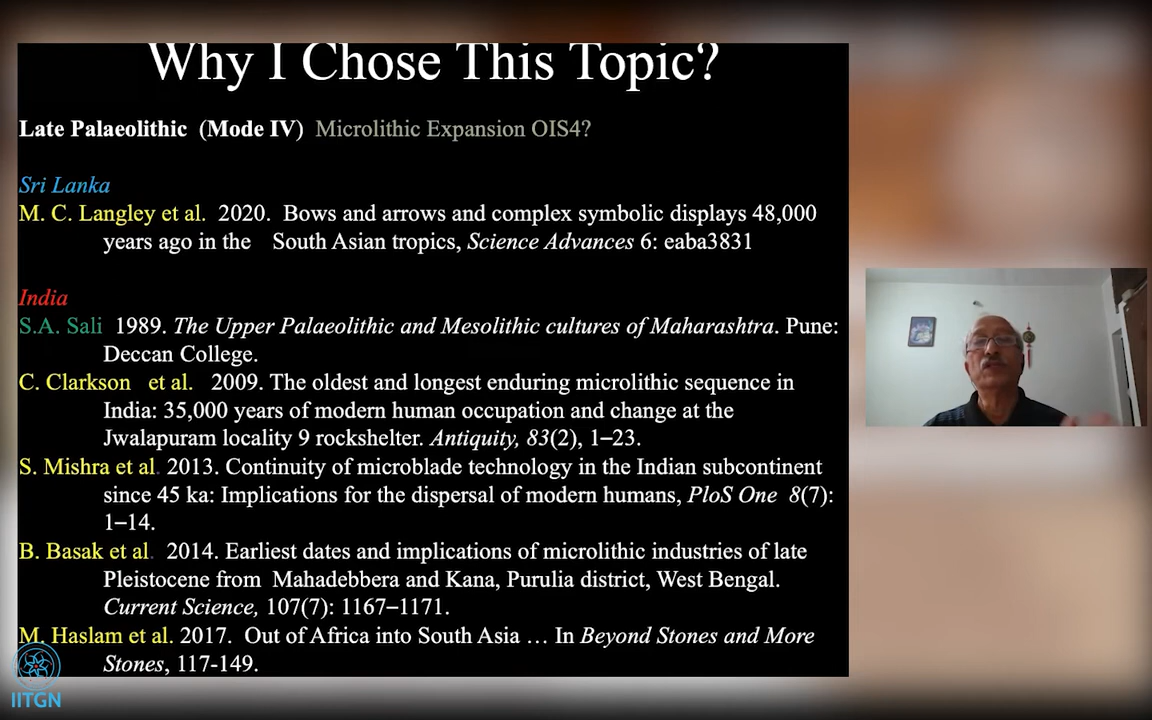 Why I Chose This Topic?
Late Palaeolithic (Mode IV) Microlithic Expansion OIS4?
Sri Lanka
M. C. Langley et al. 2020. Bows and arrows and complex symbolic displays 48,000
years ago in the South Asian tropics, Science Advances 6: eaba3831
India
S.A. Sali 1989. The Upper Palaeolithic and Mesolithic cultures of Maharashtra. Pune:
Deccan College.
C. Clarkson et al. 2009. The oldest and longest enduring microlithic sequence in
India: 35,000 years of modern human occupation and change at the
Jwalapuram locality 9 rockshelter. Antiquity, 83(2), 1–23.
S. Mishra et al. 2013. Continuity of microblade technology in the Indian subcontinent
since 45 ka: Implications for the dispersal of modern humans, PloS One 8(7):
1–14.
B. Basak et al. 2014. Earliest dates and implications of microlithic industries of late
Pleistocene from Mahadebbera and Kana, Purulia district, West Bengal.
Current Science, 107(7): 1167–1171.
M. Haslam et al. 2017. Out of Africa into South Asia … In Beyond Stones and More
Stones, 117-149.
IITGN